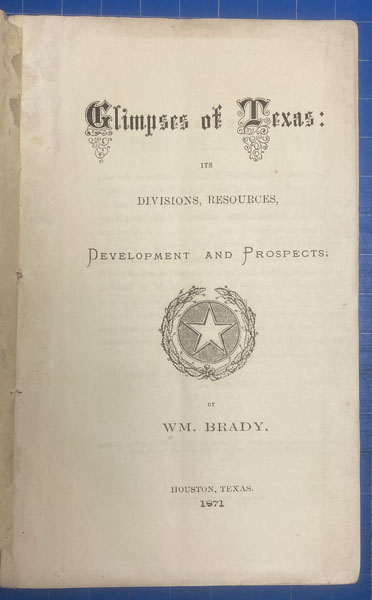 Glimpses of Texas:
ITS
DIVISIONS, RESOURCES,
DEVELOPMENT AND PROSPECTS.
BY
WM. BRADY.
HOUSTON, TEXAS.
1871